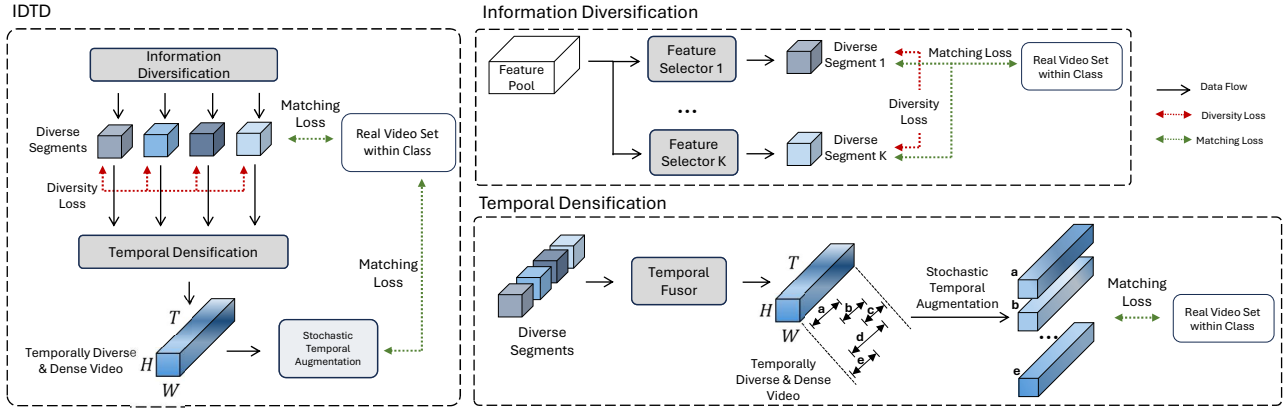 IDTD
Information
Diversification
Diverse
Segments
Matching
Loss
Real Video Set
within Class
Diversity
Loss
Temporal Densification
Matching
Loss
T
H
W
Temporally Diverse
& Dense Video
Stochastic
Temporal
Augmentation
Information Diversification
Feature
Pool
Feature
Selector 1
...
Feature
Selector K
Diverse
Segment 1
Diversity
Loss
Diverse
Segment K
Matching Loss
Real Video Set
within Class
Data Flow
Diversity Loss
Matching Loss
Temporal Densification
Diverse
Segments
Temporal
Fusor
T
H
W
a
b
c
d
e
Temporally
Diverse & Dense
Video
Stochastic
Temporal
Augmentation
a
b
...
e
Matching
Loss
Real Video Set
within Class